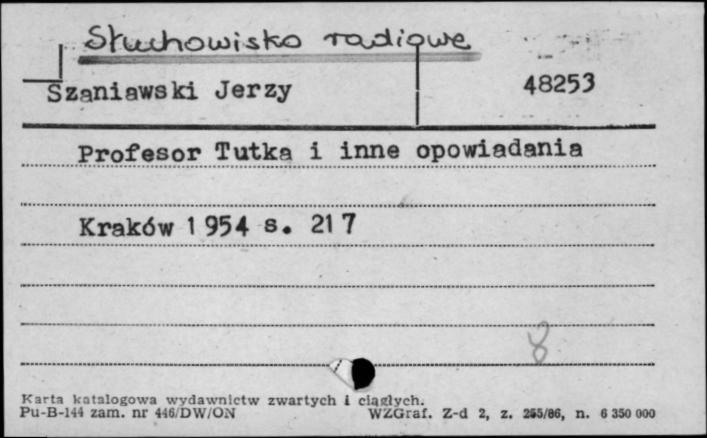 Słuchowisko radiowe
Szaniawski Jerzy 48253
Profesor Tutka i inne opowiadania
Kraków 1954 s. 217
8
Karta katalogowa wydawnictw zwartych i ciągłych.
Pu-B-144 zam. nr 446/DW/ON WZGraf. Z-d 2, z. 255/86, n. 6 350 000